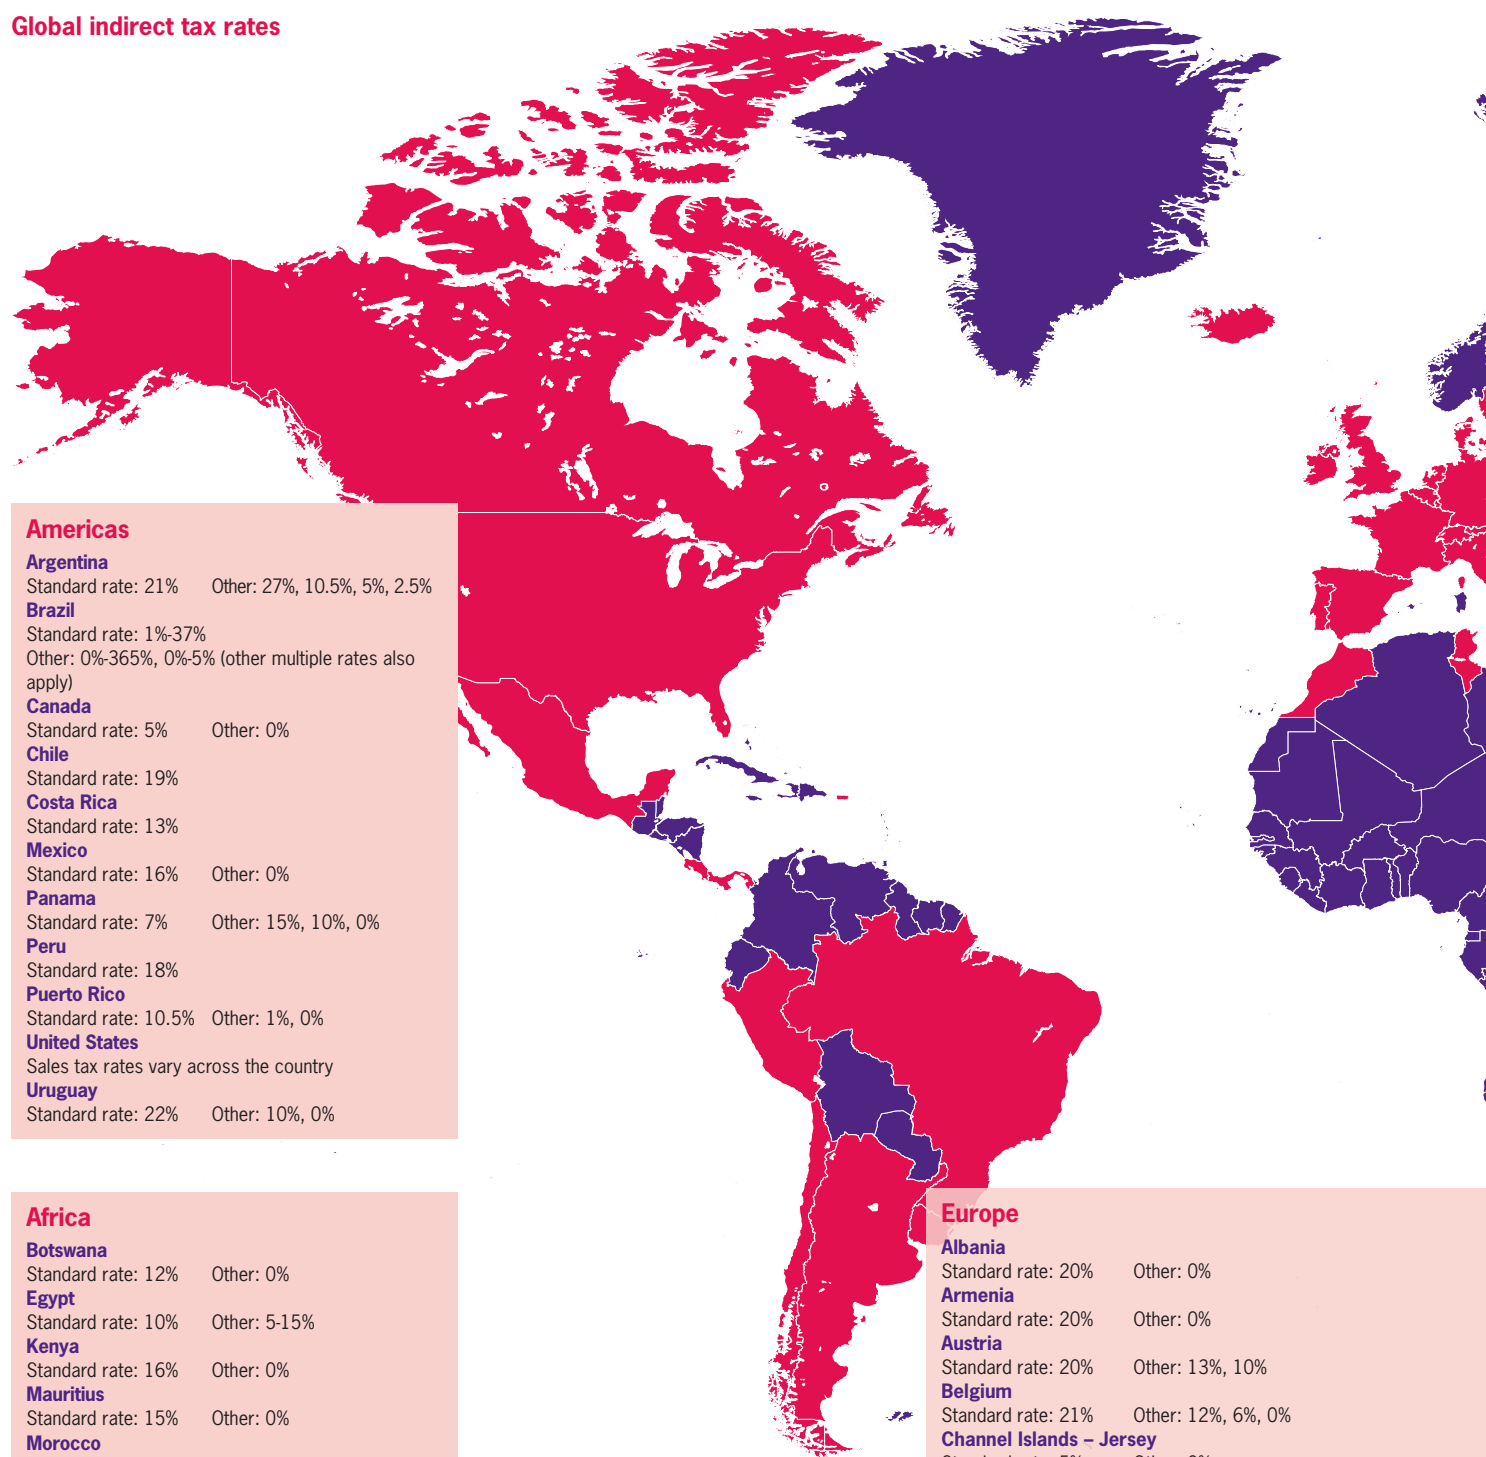 Global indirect tax rates
Americas
Argentina
Standard rate: 21% Other: 27%, 10.5%, 5%, 2.5%
Brazil
Standard rate: 1%-37%
Other: 0%-365%, 0%-5% (other multiple rates also
apply)
Canada
Standard rate: 5% Other: 0%
Chile
Standard rate: 19%
Costa Rica
Standard rate: 13%
Mexico
Standard rate: 16% Other: 0%
Panama
Standard rate: 7% Other: 15%, 10%, 0%
Peru
Standard rate: 18%
Puerto Rico
Standard rate: 10.5% Other: 1%, 0%
United States
Sales tax rates vary across the country
Uruguay
Standard rate: 22% Other: 10%, 0%
Africa
Botswana
Standard rate: 12% Other: 0%
Egypt
Standard rate: 10% Other: 5-15%
Kenya
Standard rate: 16% Other: 0%
Mauritius
Standard rate: 15% Other: 0%
Morocco
Europe
Albania
Standard rate: 20% Other: 0%
Armenia
Standard rate: 20% Other: 0%
Austria
Standard rate: 20% Other: 13%, 10%
Belgium
Standard rate: 21% Other: 12%, 6%, 0%
Channel Islands – Jersey